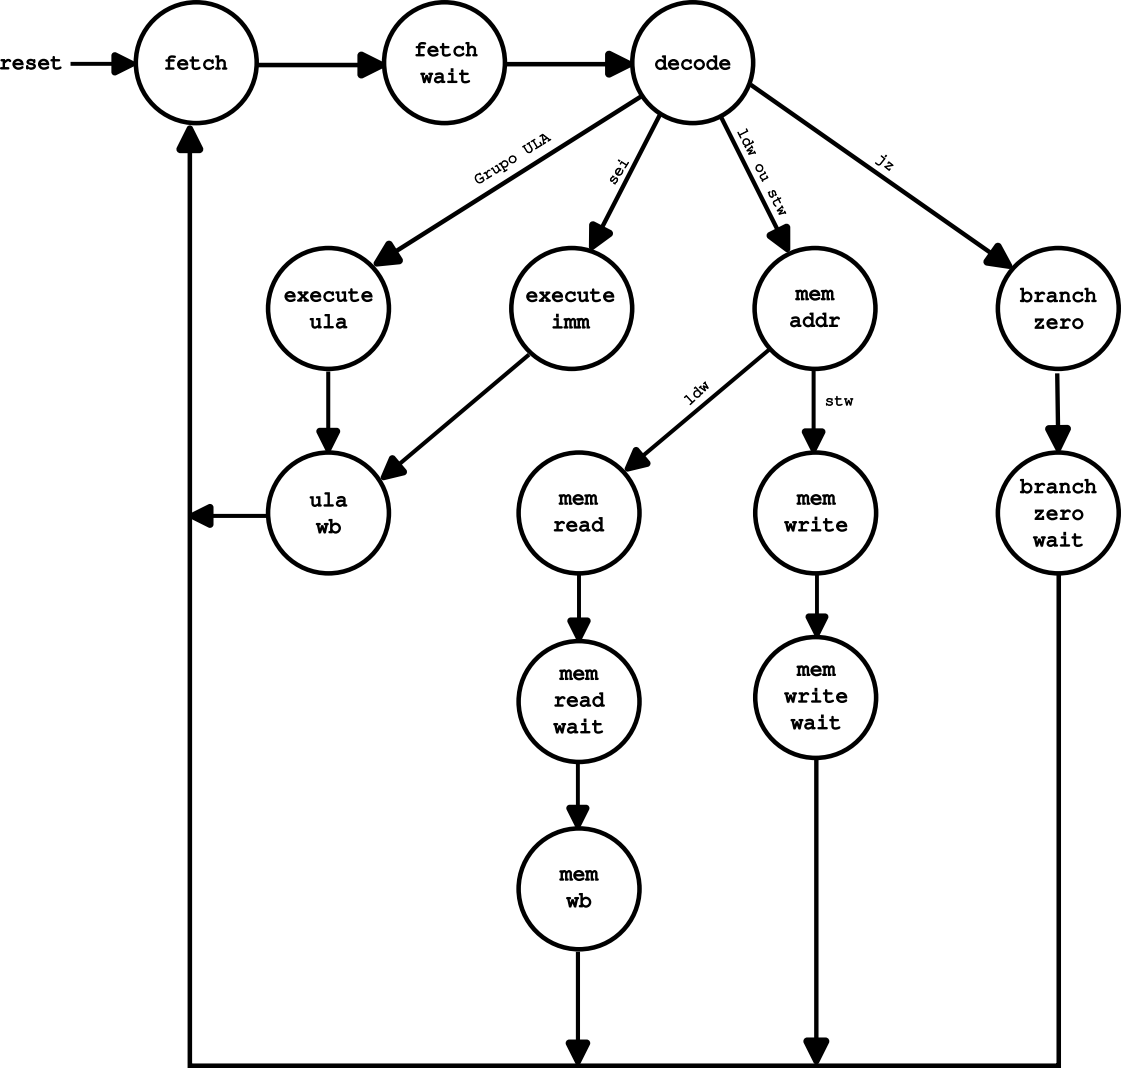 reset
fetch
fetch
wait
decode
Grupo ULA
sei
ldw ou stw
jz
execute
ula
execute
imm
mem
addr
branch
zero
ldw
stw
ula
wb
mem
read
mem
write
branch
zero
wait
mem
read
wait
mem
write
wait
mem
wb